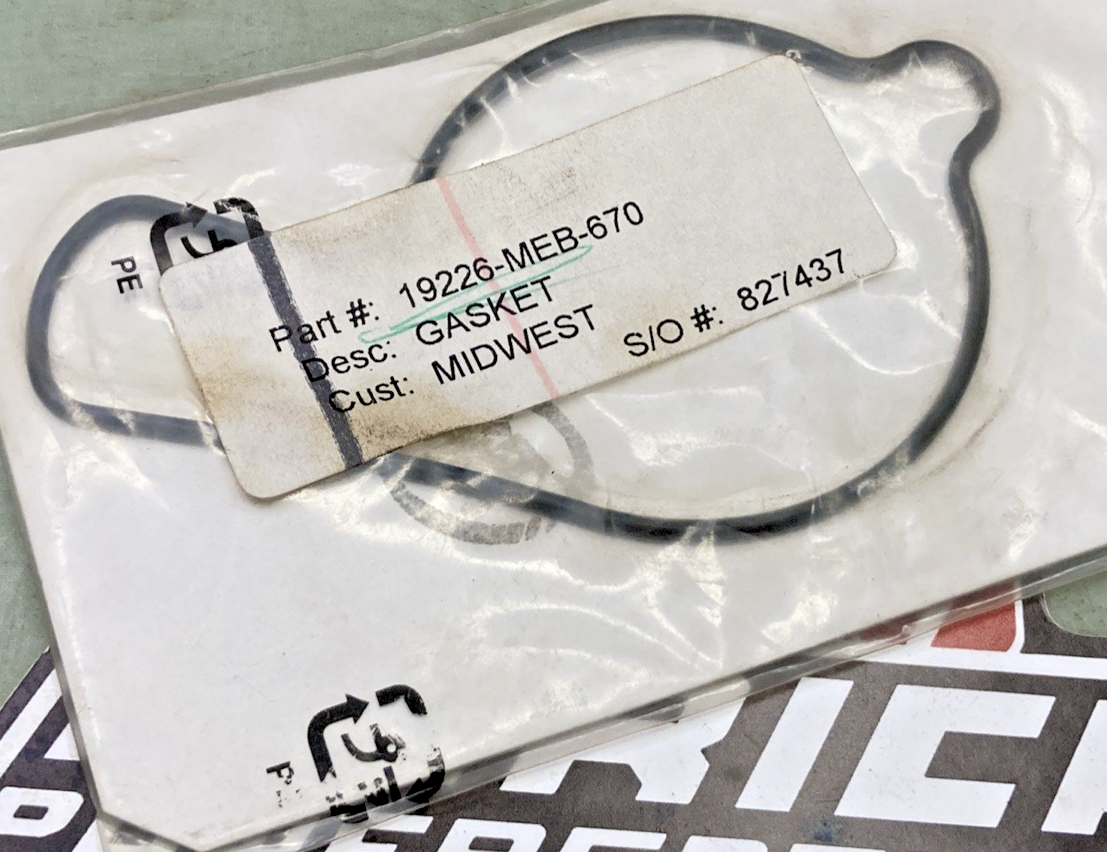 PE
Part #: 19226-MEB-670
Desc: GASKET
Cust: MIDWEST S/O #: 827437